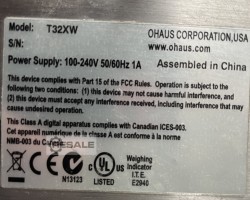 Model: T32XW
OHAUS CORPORATION,USA
S/N:
www.ohaus.com
Power Supply: 100-240V 50/60Hz 1A
Assembled in China
This device complies with Part 15 of the FCC Rules. Operation is subject to the
following two conditions: (1) this device may not cause harmful interference, and
(2) this device must accept any interference received, including interference that
may cause undesired operation.
This Class A digital apparatus complies with Canadian ICES-003.
Cet appareil numérique de la classe A est conforme à la norme
NMB-003 du Canada.
CE
N13123
C UL US
LISTED
Weighing
Indicator
I.T.E.
E2940